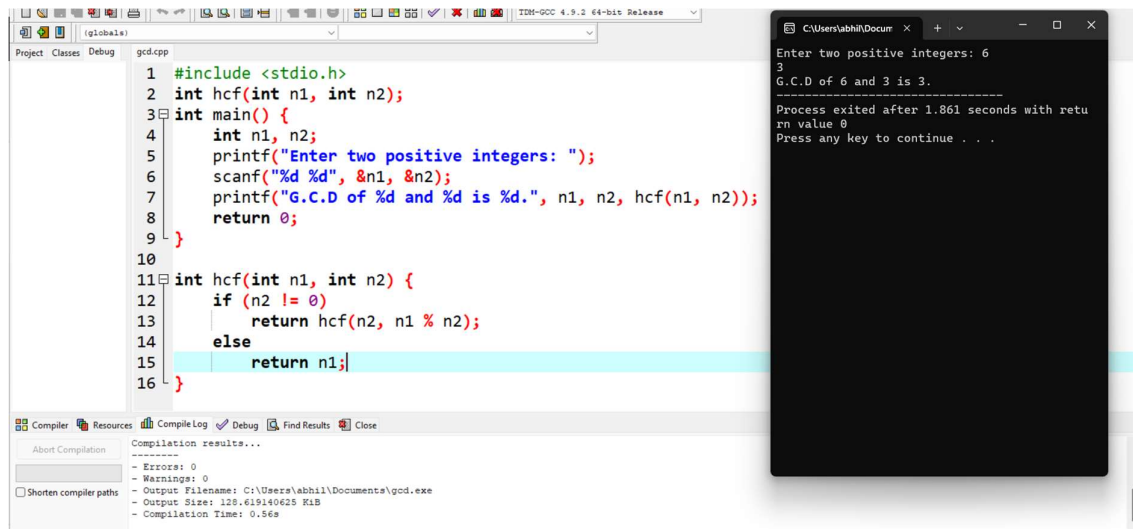 TDM-GCC 4.9.2 64-bit Release
(globals)
Project Classes Debug
gcd.cpp
1 #include <stdio.h>
2 int hcf(int n1, int n2);
3 int main() {
4 int n1, n2;
5 printf("Enter two positive integers: ");
6 scanf("%d %d", &n1, &n2);
7 printf("G.C.D of %d and %d is %d.", n1, n2, hcf(n1, n2));
8 return 0;
9 }
10
11 int hcf(int n1, int n2) {
12 if (n2 != 0)
13 return hcf(n2, n1 % n2);
14 else
15 return n1;
16 }
C:\Users\abhil\Docum
Enter two positive integers: 6
3
G.C.D of 6 and 3 is 3.
--------------------------------
Process exited after 1.861 seconds with retu
rn value 0
Press any key to continue . . .
Compiler Resources Compile Log Debug Find Results Close
Abort Compilation
Shorten compiler paths
Compilation results...
--------
- Errors: 0
- Warnings: 0
- Output Filename: C:\Users\abhil\Documents\gcd.exe
- Output Size: 128.619140625 KiB
- Compilation Time: 0.56s